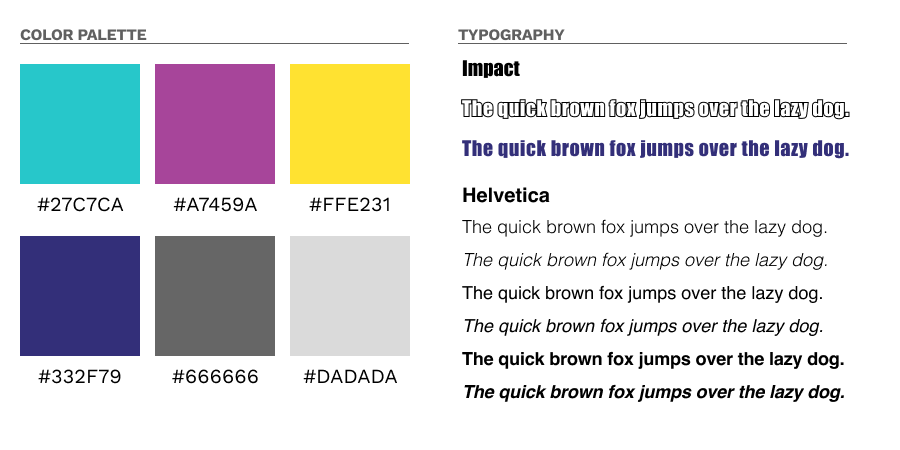 COLOR PALETTE
#27C7CA
#A7459A
#FFE231
#332F79
#666666
#DADADA
TYPOGRAPHY
Impact
The quick brown fox jumps over the lazy dog.
The quick brown fox jumps over the lazy dog.
Helvetica
The quick brown fox jumps over the lazy dog.
The quick brown fox jumps over the lazy dog.
The quick brown fox jumps over the lazy dog.
The quick brown fox jumps over the lazy dog.
The quick brown fox jumps over the lazy dog.
The quick brown fox jumps over the lazy dog.